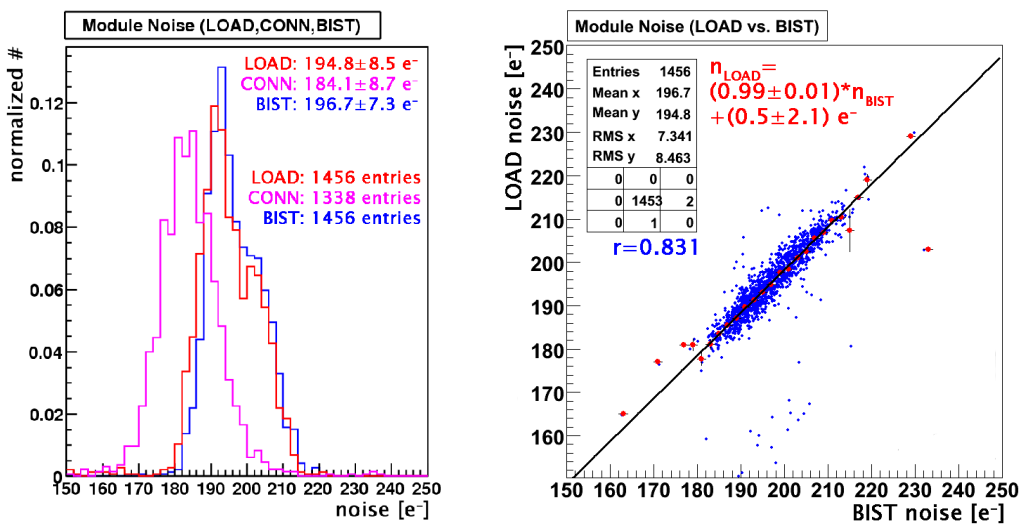 Module Noise (LOAD,CONN,BIST)
normalized #
LOAD: 194.8±8.5 e⁻
CONN: 184.1±8.7 e⁻
BIST: 196.7±7.3 e⁻
LOAD: 1456 entries
CONN: 1338 entries
BIST: 1456 entries
0.12
0.1
0.08
0.06
0.04
0.02
0
150 160 170 180 190 200 210 220 230 240 250
noise [e⁻]
Module Noise (LOAD vs. BIST)
LOAD noise [e⁻]
Entries 1456
Mean x 196.7
Mean y 194.8
RMS x 7.341
RMS y 8.463
0 0 0
0 1453 2
0 1 0
r=0.831
n_LOAD=
(0.99±0.01)*n_BIST
+(0.5±2.1) e⁻
250
240
230
220
210
200
190
180
170
160
150 160 170 180 190 200 210 220 230 240 250
BIST noise [e⁻]